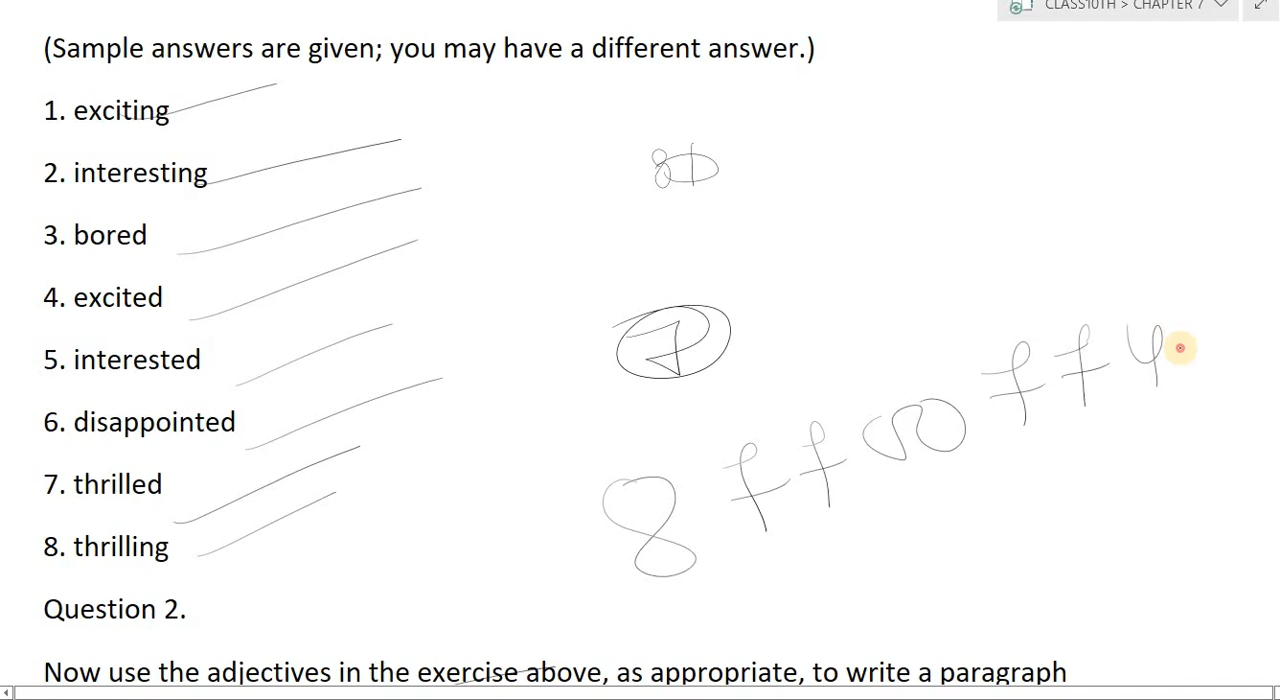 CLASS10TH > CHAPTER 7
(Sample answers are given; you may have a different answer.)
1. exciting
2. interesting
3. bored
4. excited
5. interested
6. disappointed
7. thrilled
8. thrilling
Question 2.
Now use the adjectives in the exercise above, as appropriate, to write a paragraph